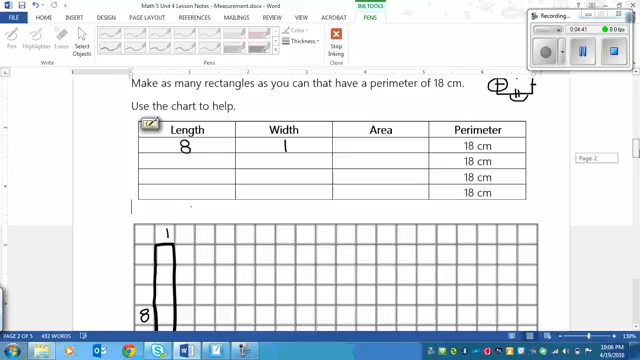 Math 5 Unit 4 Lesson Notes - Measurement.docx - Word
INK TOOLS
FILE HOME INSERT DESIGN PAGE LAYOUT REFERENCES MAILINGS REVIEW VIEW ADD-INS ACROBAT PENS
Recording...
00:04:41
8.0 fps
Pen Highlighter Eraser Select Objects
Color
Thickness
Stop Inking
Pens
Make as many rectangles as you can that have a perimeter of 18 cm.
Use the chart to help.
Length Width Area Perimeter
8 1 18 cm
18 cm
18 cm
18 cm
Page 2
1
8
PAGE 2 OF 5 432 WORDS
130%
10:06 PM
4/19/2016